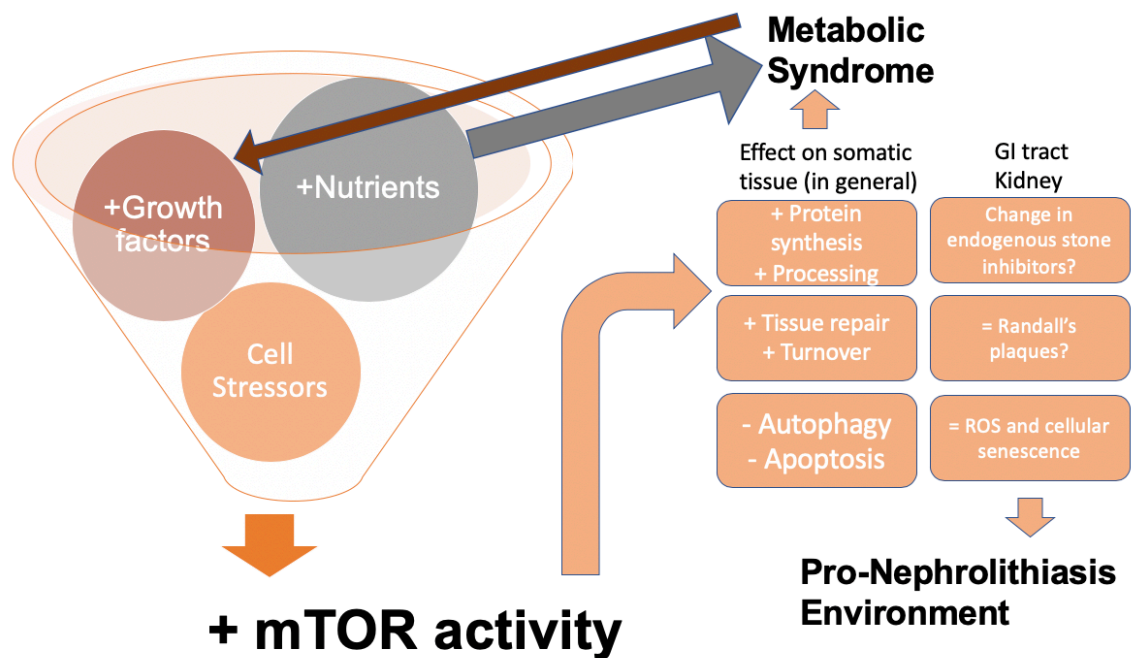 Metabolic
Syndrome
+Growth
factors
+Nutrients
Cell
Stressors
+ mTOR activity
Effect on somatic
tissue (in general)
+ Protein
synthesis
+ Processing
+ Tissue repair
+ Turnover
- Autophagy
- Apoptosis
GI tract
Kidney
Change in
endogenous stone
inhibitors?
= Randall's
plaques?
= ROS and cellular
senescence
Pro-Nephrolithiasis
Environment